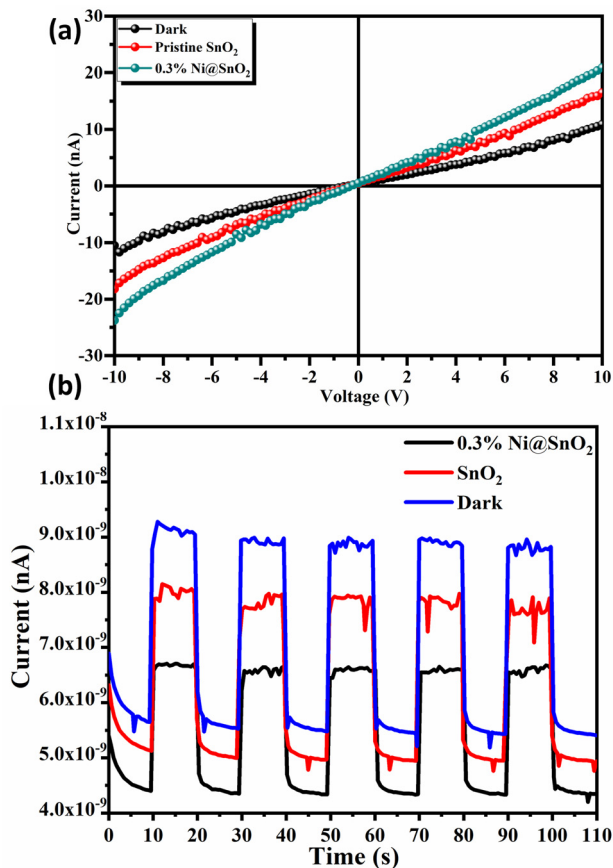 (a)
Dark
Pristine SnO₂
0.3% Ni@SnO₂
Current (nA)
30
20
10
0
-10
-20
-30
-10 -8 -6 -4 -2 0 2 4 6 8 10
Voltage (V)
(b)
0.3% Ni@SnO₂
SnO₂
Dark
Current (nA)
1.1x10⁻⁸
1.0x10⁻⁸
9.0x10⁻⁹
8.0x10⁻⁹
7.0x10⁻⁹
6.0x10⁻⁹
5.0x10⁻⁹
4.0x10⁻⁹
0 10 20 30 40 50 60 70 80 90 100 110
Time (s)